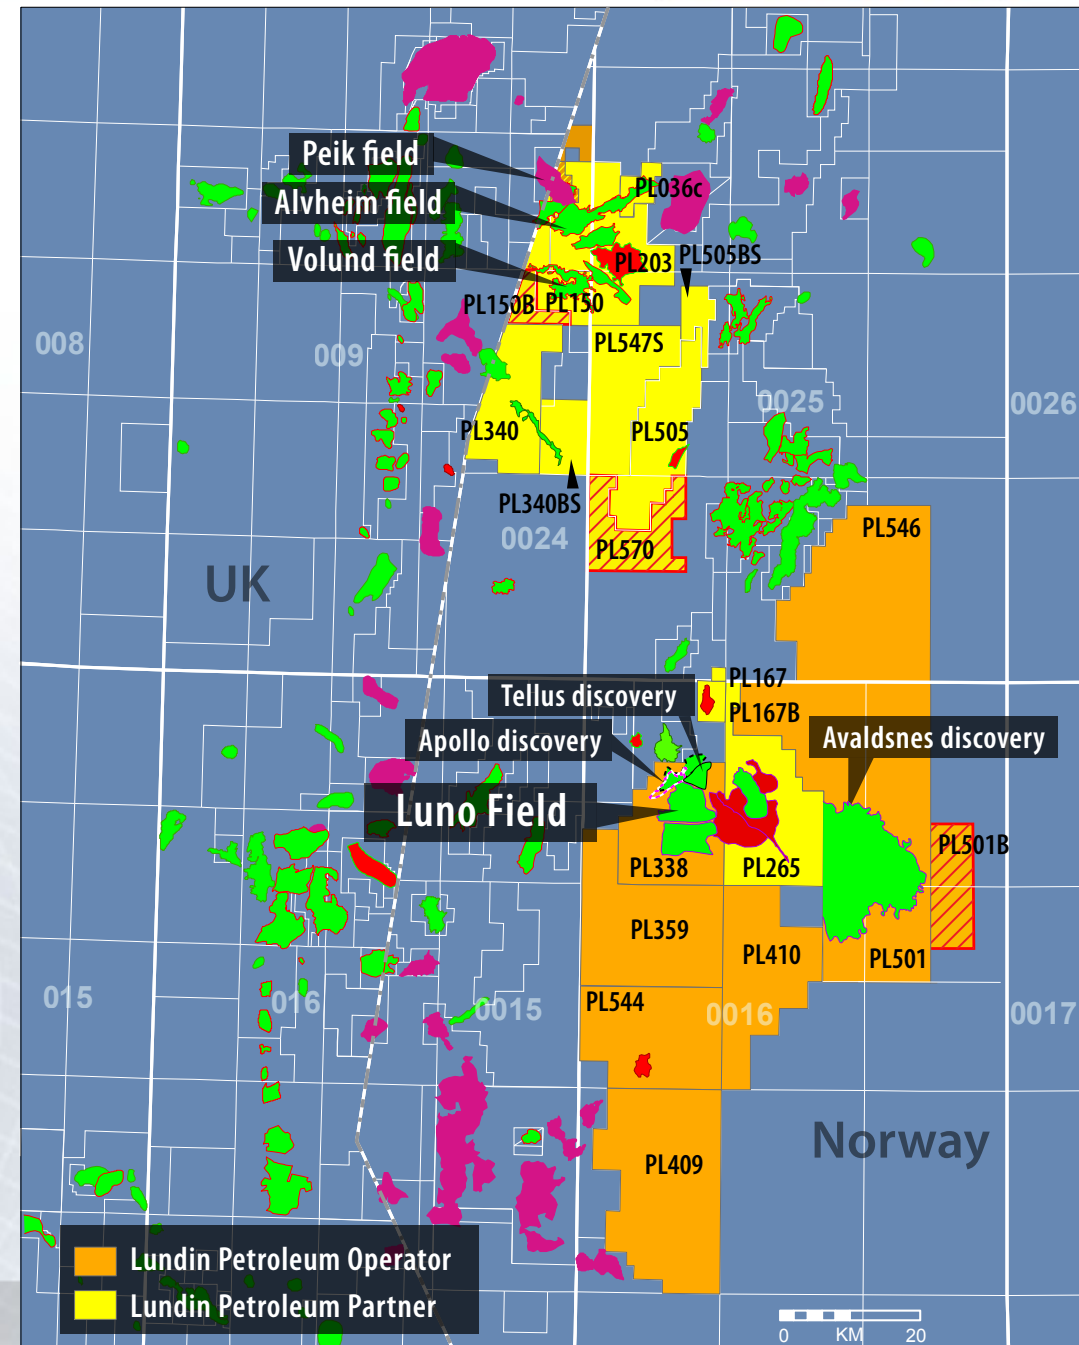 Peik field
PL036c
Alvheim field
Volund field
PL203
PL505BS
PL150B
PL150
008
009
PL547S
0025
0026
PL340
PL505
PL340BS
0024
PL570
PL546
UK
PL167
Tellus discovery
PL167B
Apollo discovery
Avaldsnes discovery
Luno Field
PL501B
PL338
PL265
PL359
PL410
PL501
015
016
0015
PL544
0016
0017
Norway
PL409
Lundin Petroleum Operator
Lundin Petroleum Partner
0 KM 20